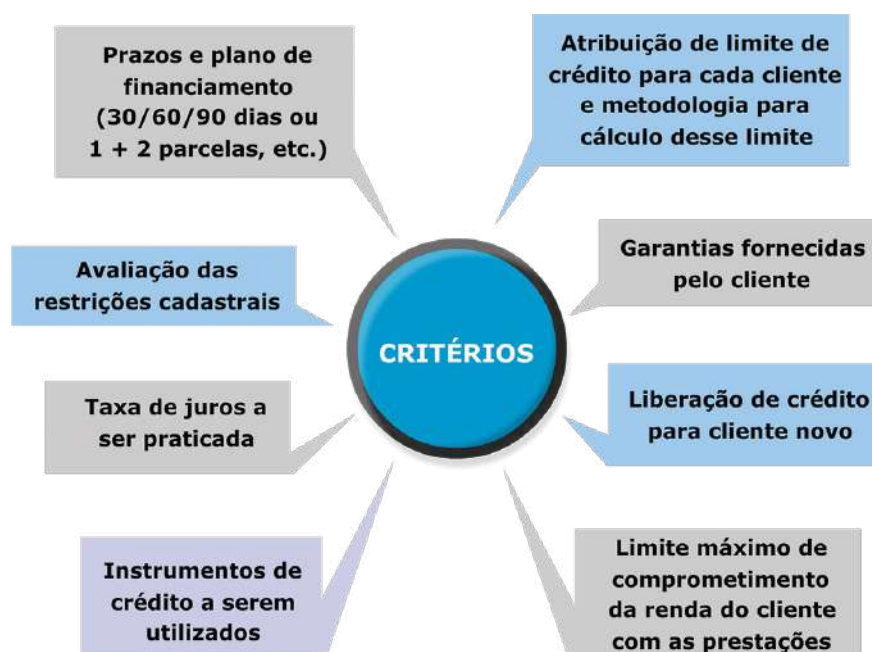 Prazos e plano de
financiamento
(30/60/90 dias ou
1 + 2 parcelas, etc.)
Atribuição de limite de
crédito para cada cliente
e metodologia para
cálculo desse limite
Avaliação das
restrições cadastrais
Garantias fornecidas
pelo cliente
CRITÉRIOS
Taxa de juros a
ser praticada
Liberação de crédito
para cliente novo
Instrumentos de
crédito a serem
utilizados
Limite máximo de
comprometimento
da renda do cliente
com as prestações